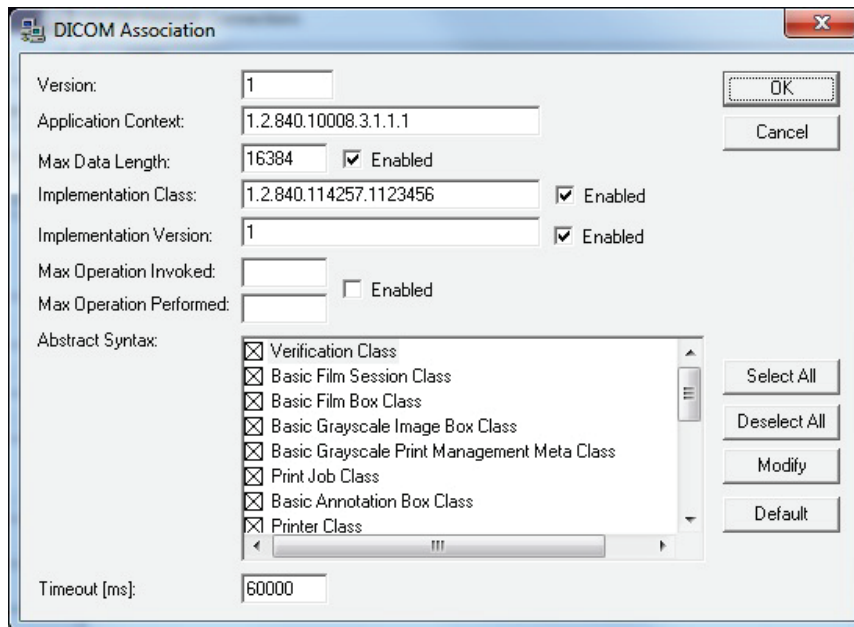 DICOM Association
Version: 1
OK
Application Context: 1.2.840.10008.3.1.1.1
Cancel
Max Data Length: 16384 Enabled
Implementation Class: 1.2.840.114257.1123456 Enabled
Implementation Version: 1 Enabled
Max Operation Invoked:
Enabled
Max Operation Performed:
Abstract Syntax:
Verification Class
Basic Film Session Class
Select All
Basic Film Box Class
Basic Grayscale Image Box Class
Deselect All
Basic Grayscale Print Management Meta Class
Modify
Print Job Class
Basic Annotation Box Class
Default
Printer Class
Timeout [ms]: 60000